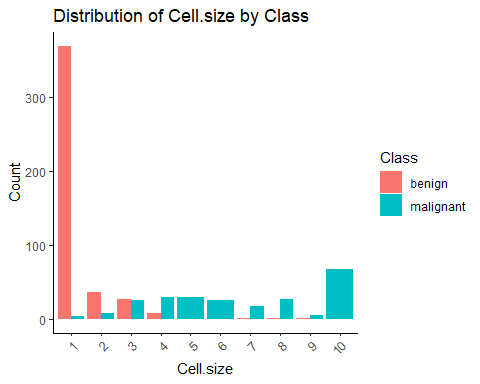 Distribution of Cell.size by Class
Count
300
200
100
0
1 2 3 4 5 6 7 8 9 10
Cell.size
Class
benign
malignant